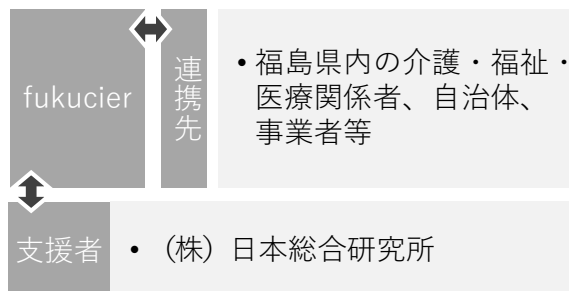 fukucier
連携先
• 福島県内の介護・福祉・
医療関係者、自治体、
事業者等
支援者
• （株）日本総合研究所